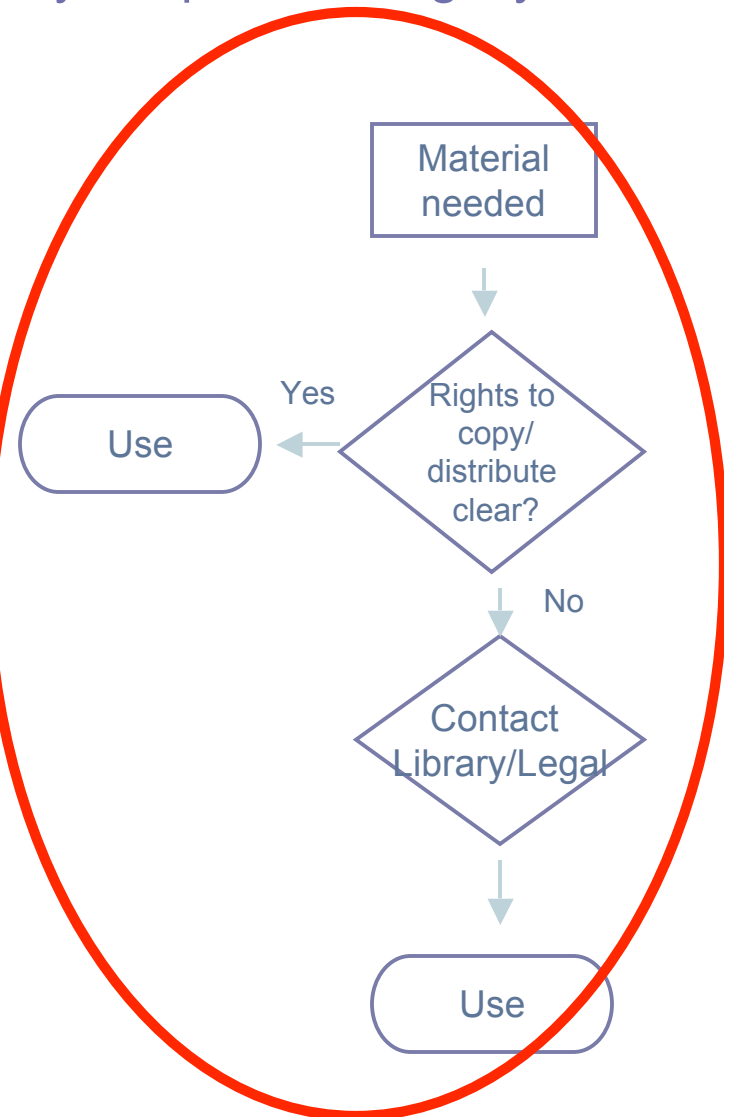 Material
needed
Yes
Rights to
copy/
distribute
clear?
Use
No
Contact
Library/Legal
Use